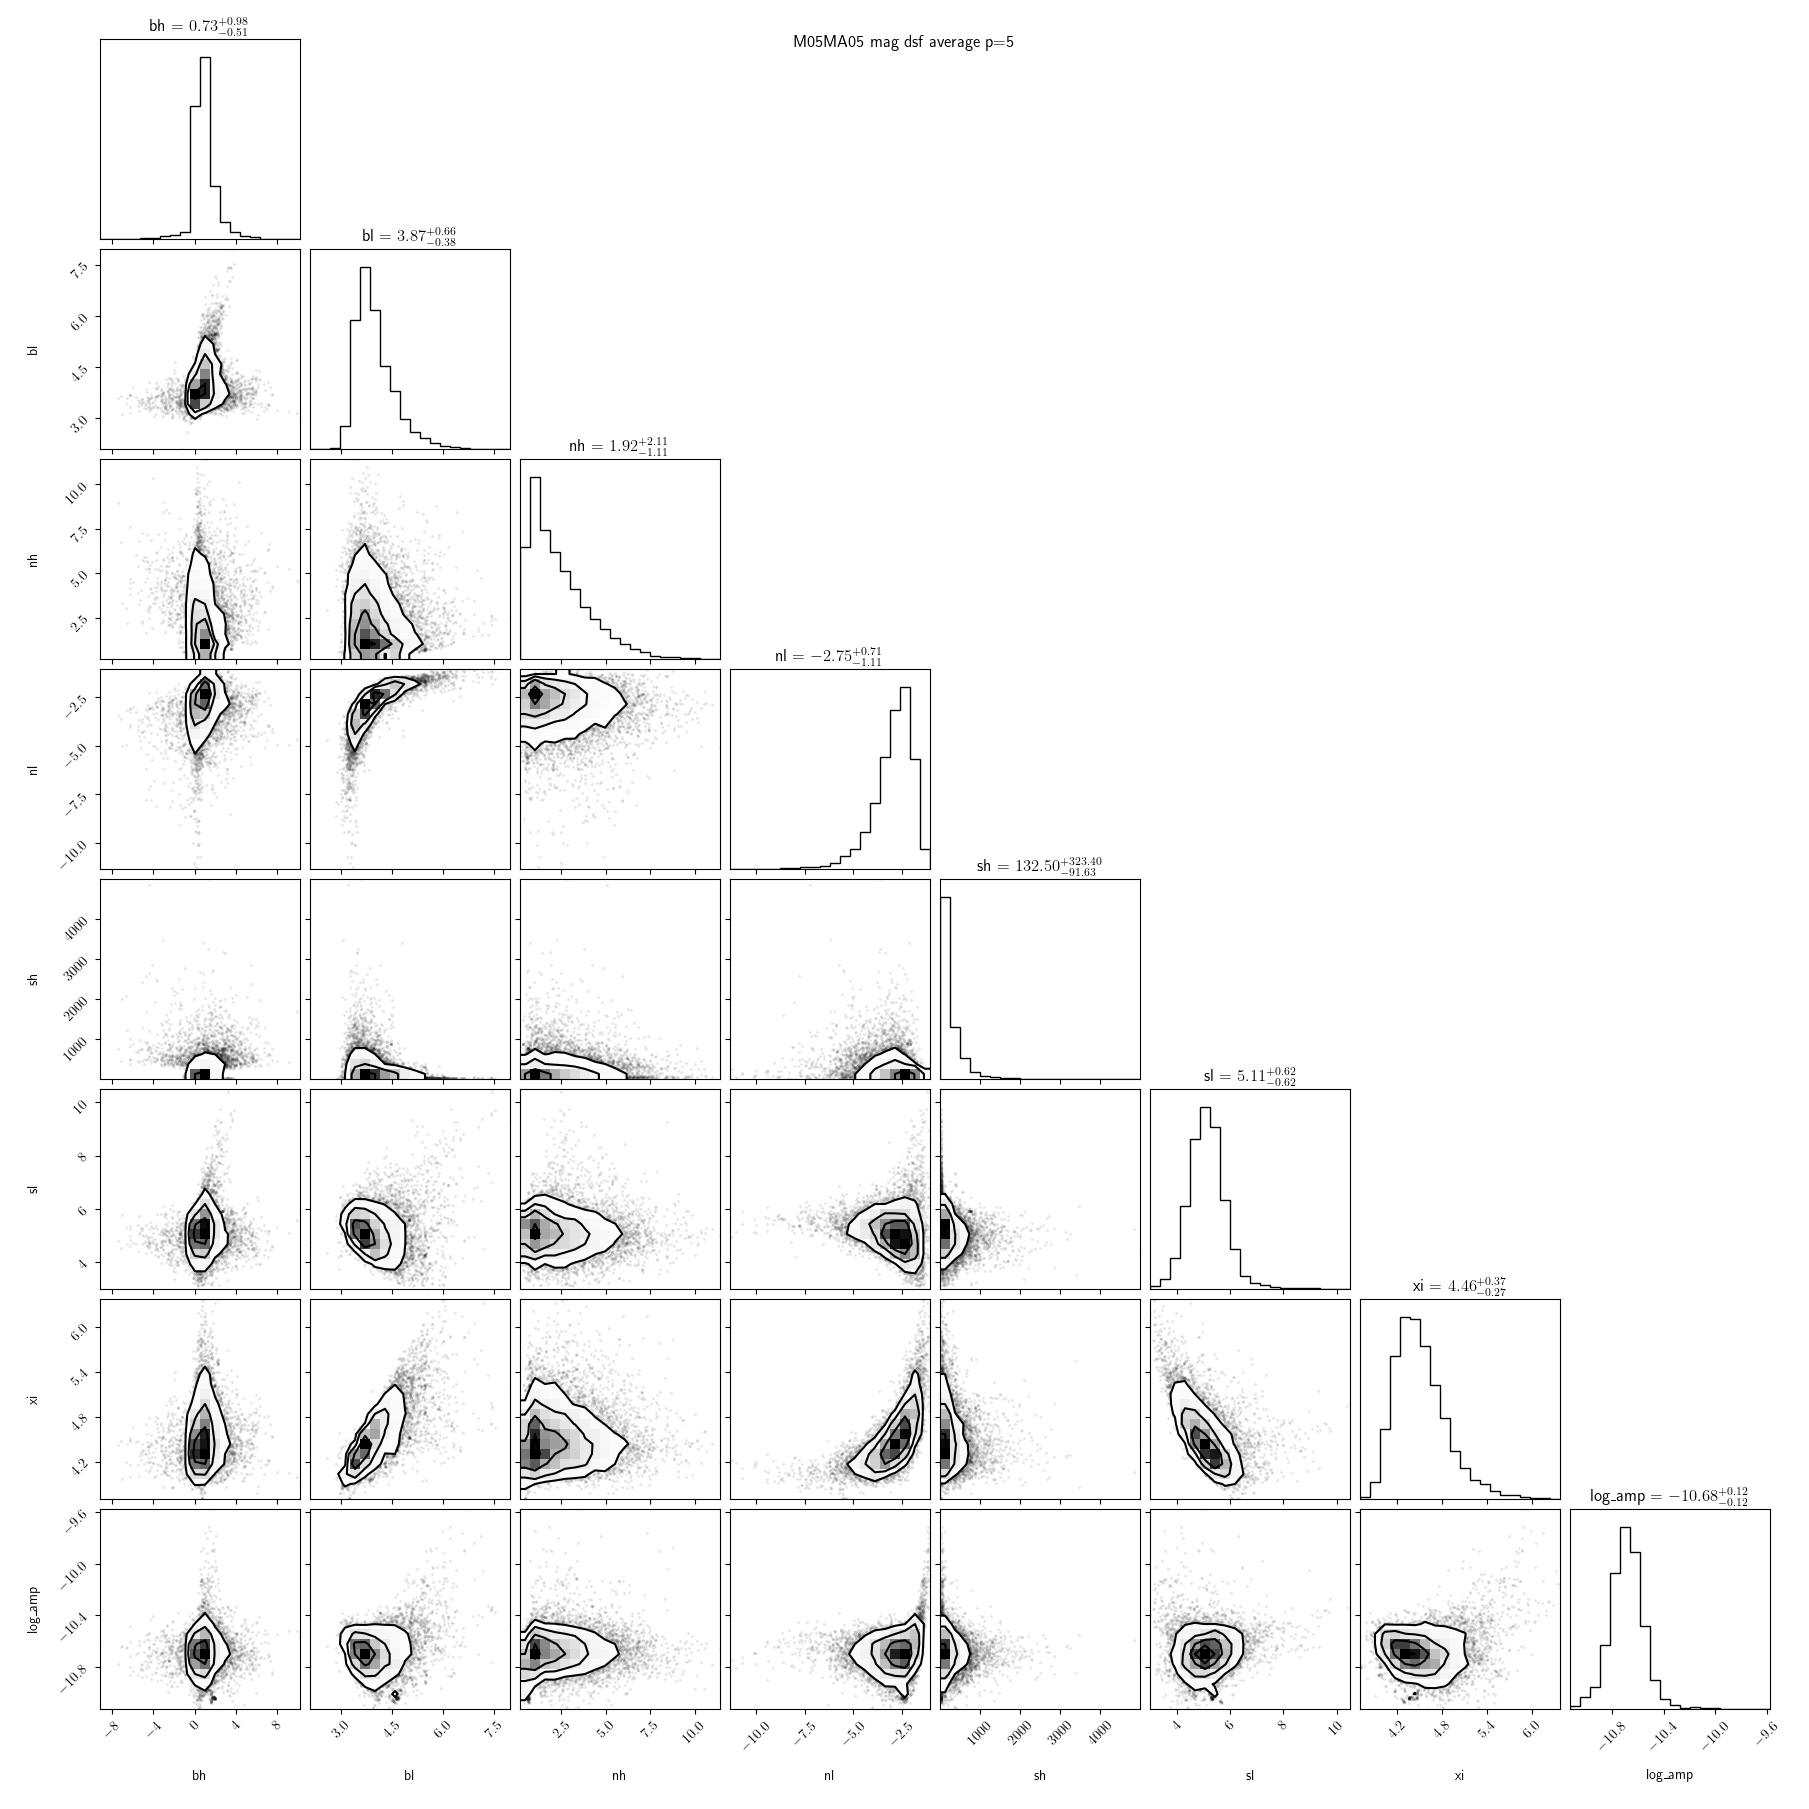 M05MA05 mag dsf average p=5
bh = 0.73+0.98 −0.51
bl = 3.87+0.66 −0.38
7.5
6.0
4.5
3.0
bl
nh = 1.92+2.11 −1.11
10.0
7.5
5.0
2.5
nh
nl = −2.75+0.71 −1.11
−2.5
−5.0
−7.5
−10.0
nl
sh = 132.50+323.40 −91.63
4000
3000
2000
1000
sh
sl = 5.11+0.62 −0.62
10
8
6
4
sl
xi = 4.46+0.37 −0.27
6.0
5.4
4.8
4.2
xi
log_amp = −10.68+0.12 −0.12
−9.6
−10.0
−10.4
−10.8
log_amp
−8 −4 0 4 8 3.0 4.5 6.0 7.5 2.5 5.0 7.5 10.0 −10.0 −7.5 −5.0 −2.5 1000 2000 3000 4000 4 6 8 10 4.2 4.8 5.4 6.0 −10.8 −10.4 −10.0 −9.6
bh bl nh nl sh sl xi log_amp